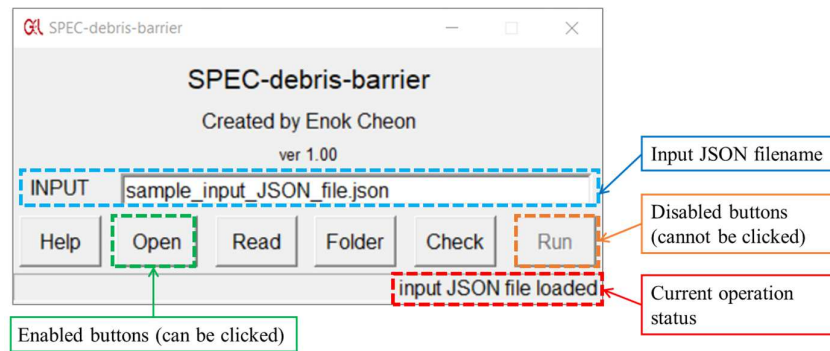 SPEC-debris-barrier
SPEC-debris-barrier
Created by Enok Cheon
ver 1.00
INPUT sample_input_JSON_file.json
Help Open Read Folder Check Run
input JSON file loaded
Input JSON filename
Disabled buttons
(cannot be clicked)
Current operation
status
Enabled buttons (can be clicked)